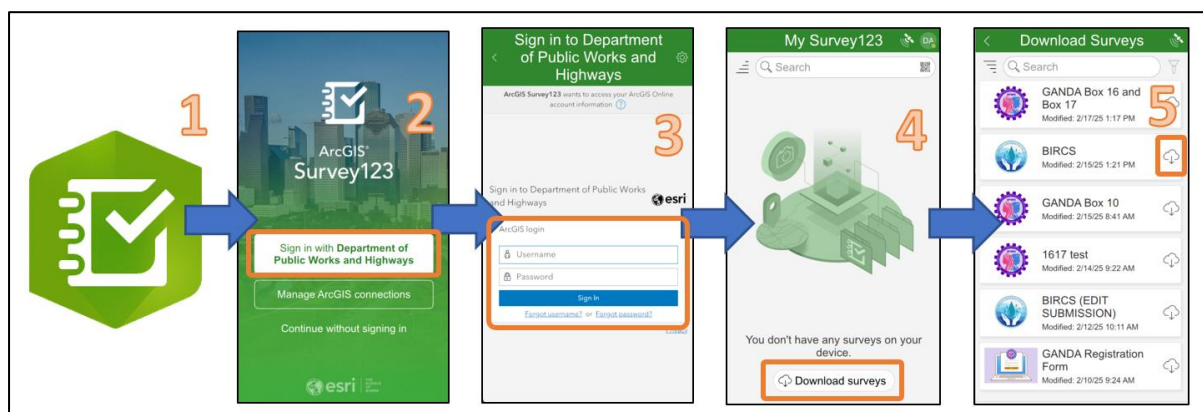 1
2
ArcGIS®
Survey123
Sign in with Department of
Public Works and Highways
Manage ArcGIS connections
Continue without signing in
esri
Sign in to Department
of Public Works and
Highways
ArcGIS Survey123 wants to access your ArcGIS Online
account information
3
Sign in to Department of Public Works
and Highways
esri
ArcGIS login
Username
Password
Sign In
Forgot username? or Forgot password?
My Survey123
DA
Search
4
You don't have any surveys on your
device.
Download surveys
Download Surveys
Search
5
GANDA Box 16 and
Box 17
Modified: 2/17/25 1:17 PM
BIRCS
Modified: 2/15/25 1:21 PM
GANDA Box 10
Modified: 2/15/25 8:41 AM
1617 test
Modified: 2/14/25 9:22 AM
BIRCS (EDIT
SUBMISSION)
Modified: 2/12/25 10:11 AM
GANDA Registration
Form
Modified: 2/10/25 9:24 AM